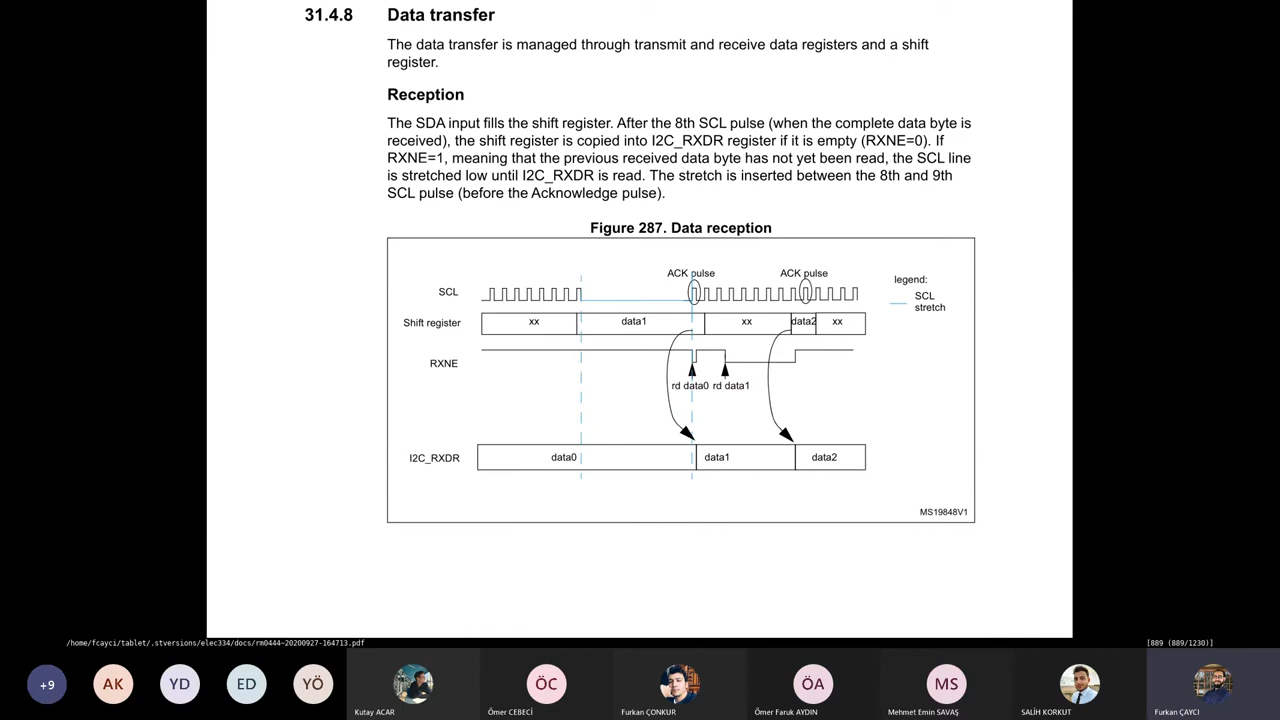 31.4.8 Data transfer
The data transfer is managed through transmit and receive data registers and a shift
register.
Reception
The SDA input fills the shift register. After the 8th SCL pulse (when the complete data byte is
received), the shift register is copied into I2C_RXDR register if it is empty (RXNE=0). If
RXNE=1, meaning that the previous received data byte has not yet been read, the SCL line
is stretched low until I2C_RXDR is read. The stretch is inserted between the 8th and 9th
SCL pulse (before the Acknowledge pulse).
Figure 287. Data reception
ACK pulse ACK pulse legend:
SCL SCL
stretch
Shift register xx data1 xx data2 xx
RXNE
rd data0 rd data1
I2C_RXDR data0 data1 data2
MS19848V1
/home/fcayci/tablet/.stversions/elec334/docs/rm0444~20200927-164713.pdf [889 (889/1230)]
+9 AK YD ED YÖ ÖC ÖA MS
Kutay ACAR Ömer CEBECİ Furkan ÇONKUR Ömer Faruk AYDIN Mehmet Emin SAVAŞ SALİH KORKUT Furkan ÇAYCI